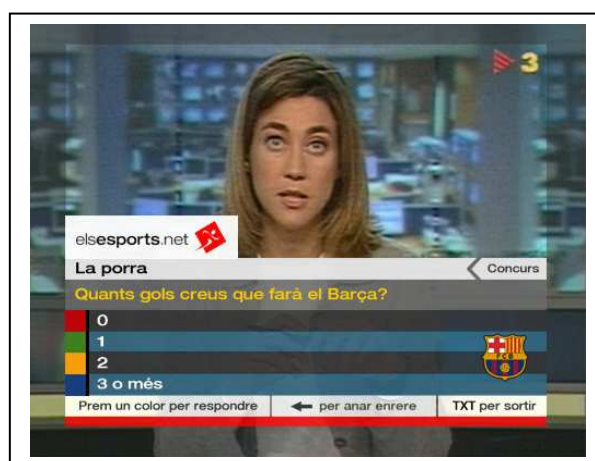 3
elsesports.net
La porra
Concurs
Quants gols creus que farà el Barça?
0
1
2
3 o més
FCB
Prem un color per respondre
per anar enrere
TXT per sortir